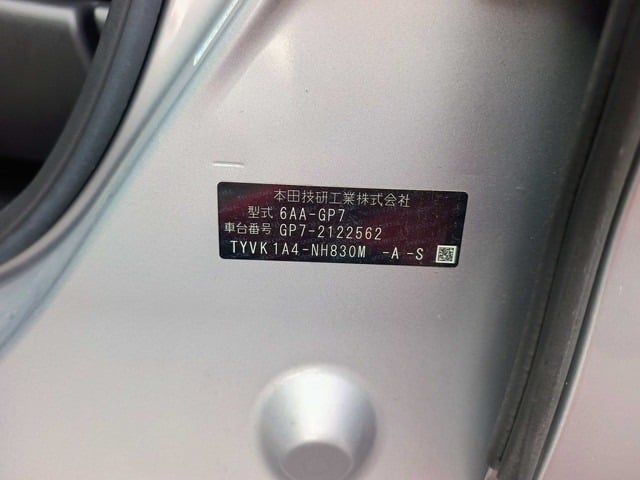 本田技研工業株式会社
型式 6AA-GP7
車台番号 GP7-2122562
TYVK1A4-NH830M -A -S